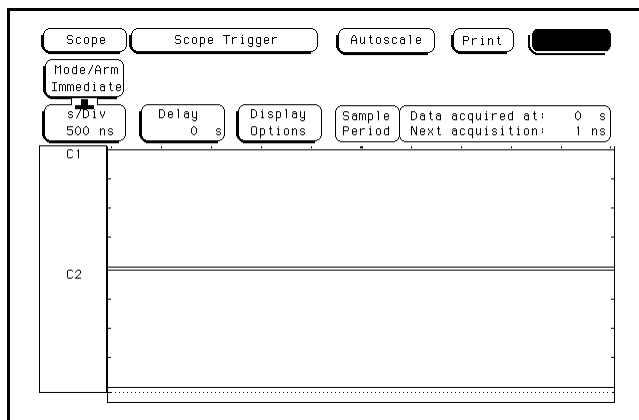 Scope Scope Trigger Autoscale Print
Mode/Arm
Immediate
s/Div
500 ns
Delay
0 s
Display
Options
Sample
Period
Data acquired at: 0 s
Next acquisition: 1 ns
C1
C2